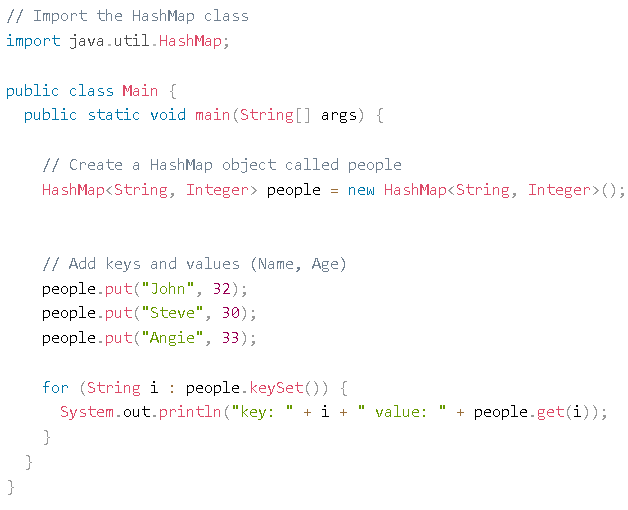 // Import the HashMap class
import java.util.HashMap;
public class Main {
public static void main(String[] args) {
// Create a HashMap object called people
HashMap<String, Integer> people = new HashMap<String, Integer>();
// Add keys and values (Name, Age)
people.put("John", 32);
people.put("Steve", 30);
people.put("Angie", 33);
for (String i : people.keySet()) {
System.out.println("key: " + i + " value: " + people.get(i));
}
}
}